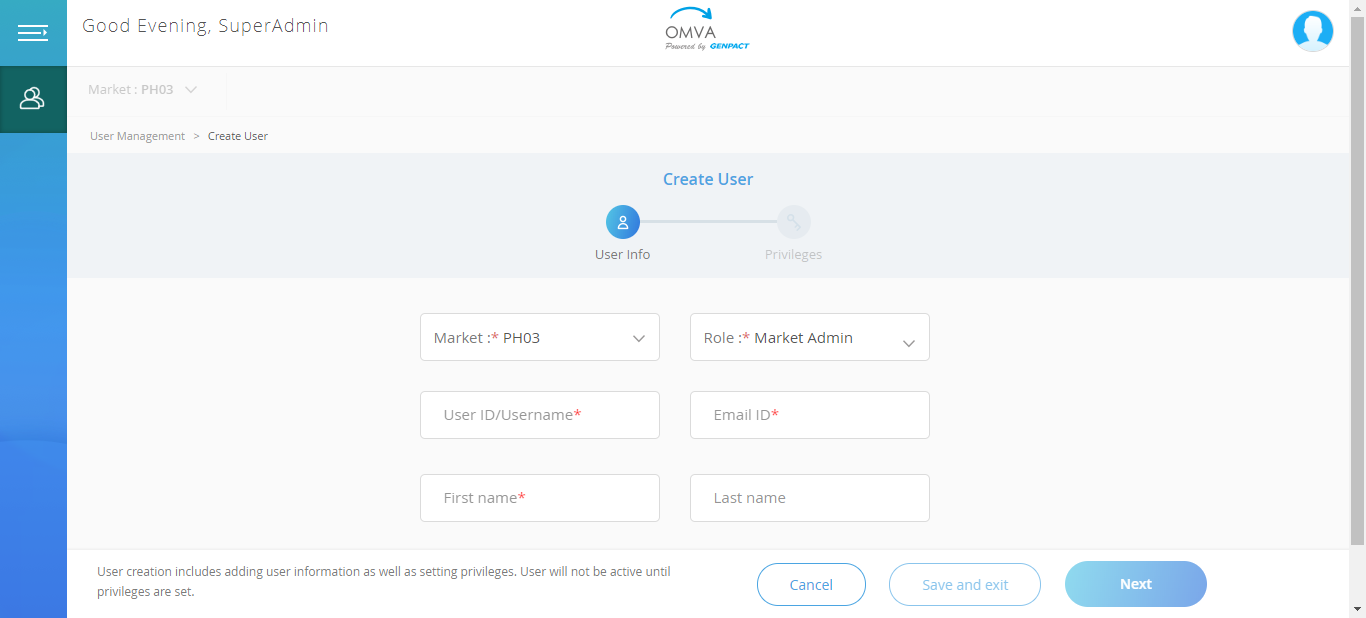 Good Evening, SuperAdmin
OMVA
Powered by GENPACT
Market : PH03
User Management > Create User
Create User
User Info
Privileges
Market :* PH03
Role :* Market Admin
User ID/Username*
Email ID*
First name*
Last name
User creation includes adding user information as well as setting privileges. User will not be active until
privileges are set.
Cancel
Save and exit
Next